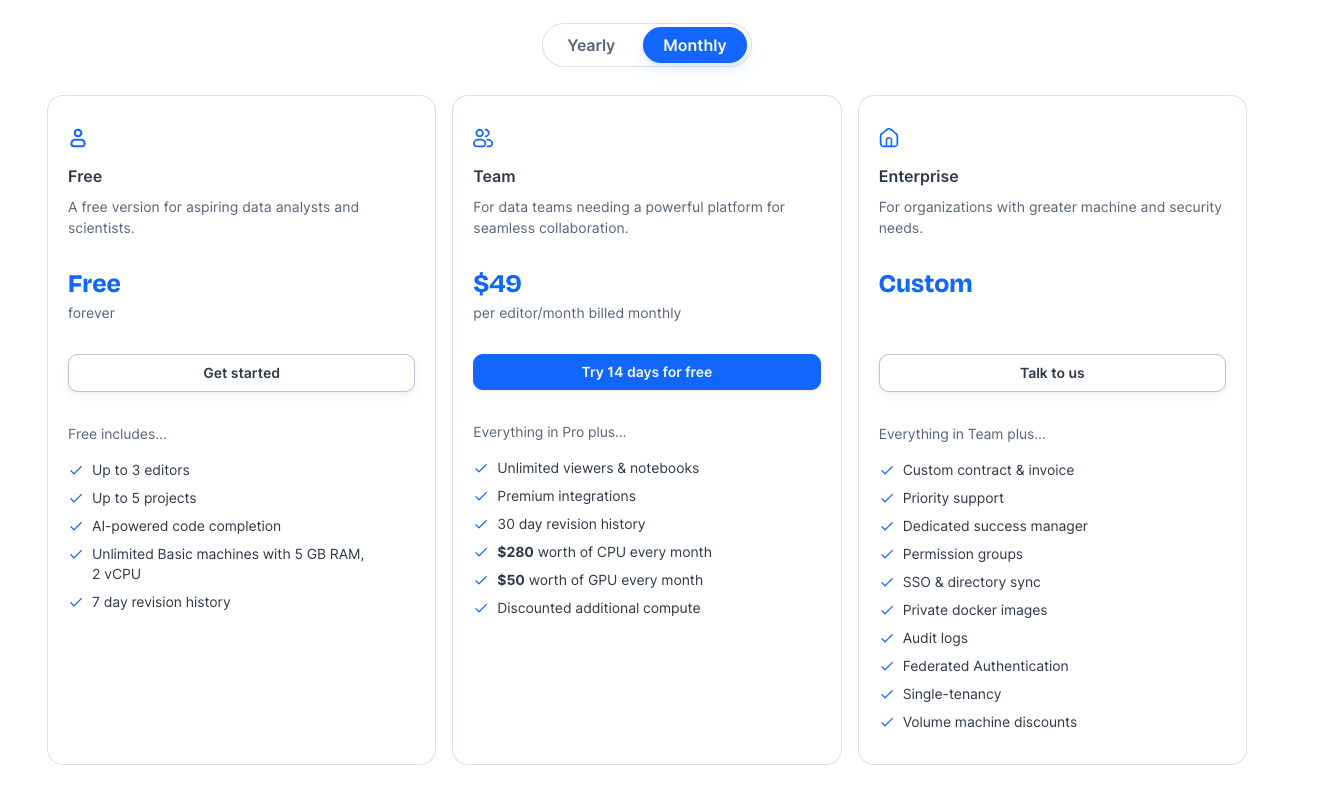 Yearly
Monthly
Free
A free version for aspiring data analysts and
scientists.
Free
forever
Get started
Free includes...
Up to 3 editors
Up to 5 projects
AI-powered code completion
Unlimited Basic machines with 5 GB RAM,
2 vCPU
7 day revision history
Team
For data teams needing a powerful platform for
seamless collaboration.
$49
per editor/month billed monthly
Try 14 days for free
Everything in Pro plus...
Unlimited viewers & notebooks
Premium integrations
30 day revision history
$280 worth of CPU every month
$50 worth of GPU every month
Discounted additional compute
Enterprise
For organizations with greater machine and security
needs.
Custom
Talk to us
Everything in Team plus...
Custom contract & invoice
Priority support
Dedicated success manager
Permission groups
SSO & directory sync
Private docker images
Audit logs
Federated Authentication
Single-tenancy
Volume machine discounts